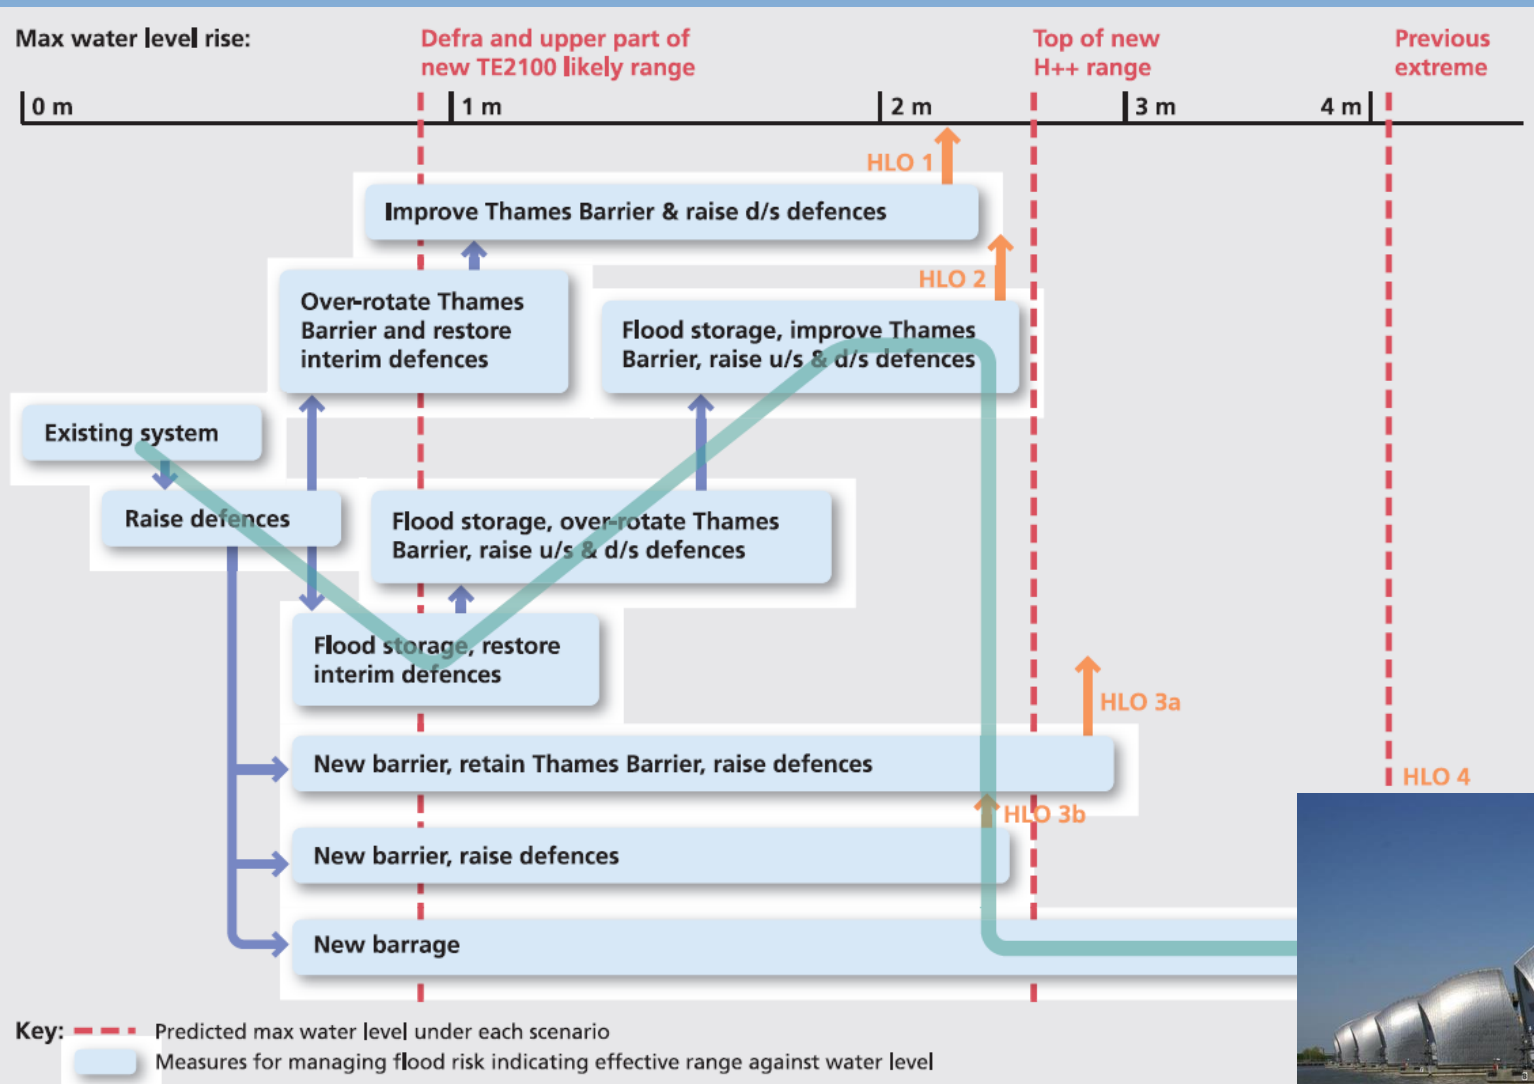 Max water level rise:
Defra and upper part of
new TE2100 likely range
Top of new
H++ range
Previous
extreme
0 m
1 m
2 m
3 m
4 m
HLO 1
Improve Thames Barrier & raise d/s defences
HLO 2
Over-rotate Thames
Barrier and restore
interim defences
Flood storage, improve Thames
Barrier, raise u/s & d/s defences
Existing system
Raise defences
Flood storage, over-rotate Thames
Barrier, raise u/s & d/s defences
Flood storage, restore
interim defences
HLO 3a
New barrier, retain Thames Barrier, raise defences
HLO 4
HLO 3b
New barrier, raise defences
New barrage
Key:
Predicted max water level under each scenario
Measures for managing flood risk indicating effective range against water level